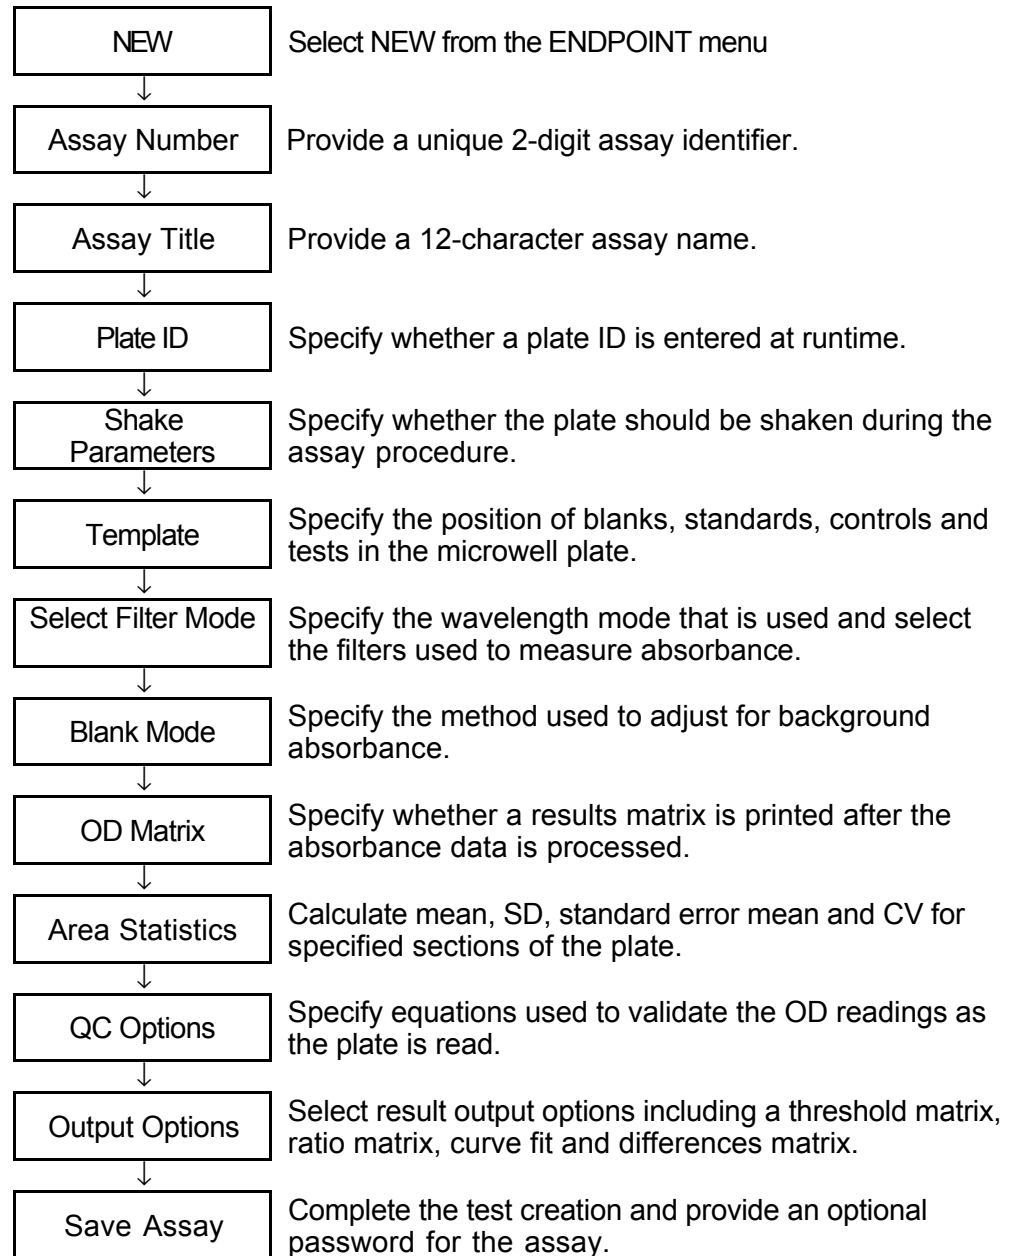 NEW
Select NEW from the ENDPOINT menu
↓
Assay Number
Provide a unique 2-digit assay identifier.
↓
Assay Title
Provide a 12-character assay name.
↓
Plate ID
Specify whether a plate ID is entered at runtime.
↓
Shake
Parameters
Specify whether the plate should be shaken during the
assay procedure.
↓
Template
Specify the position of blanks, standards, controls and
tests in the microwell plate.
↓
Select Filter Mode
Specify the wavelength mode that is used and select
the filters used to measure absorbance.
↓
Blank Mode
Specify the method used to adjust for background
absorbance.
↓
OD Matrix
Specify whether a results matrix is printed after the
absorbance data is processed.
↓
Area Statistics
Calculate mean, SD, standard error mean and CV for
specified sections of the plate.
↓
QC Options
Specify equations used to validate the OD readings as
the plate is read.
↓
Output Options
Select result output options including a threshold matrix,
ratio matrix, curve fit and differences matrix.
↓
Save Assay
Complete the test creation and provide an optional
password for the assay.